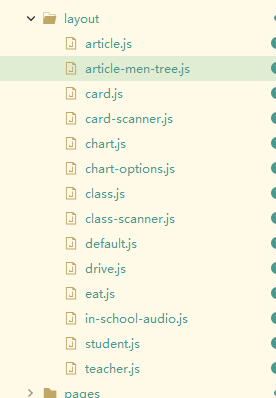 layout
article.js
article-men-tree.js
card.js
card-scanner.js
chart.js
chart-options.js
class.js
class-scanner.js
default.js
drive.js
eat.js
in-school-audio.js
student.js
teacher.js
pages